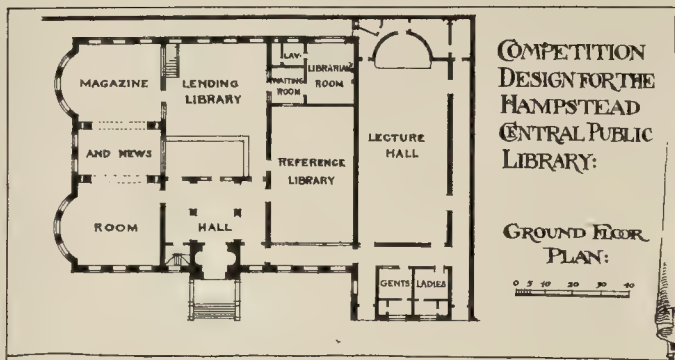 MAGAZINE
AND NEWS
ROOM
LENDING
LIBRARY
LAV.
WAITING
ROOM
LIBRARIAN
ROOM
REFERENCE
LIBRARY
HALL
LECTURE
HALL
GENTS
LADIES
COMPETITION
DESIGN FOR THE
HAMPSTEAD
CENTRAL PUBLIC
LIBRARY:
GROUND FLOOR
PLAN:
0 5 10 20 30 40